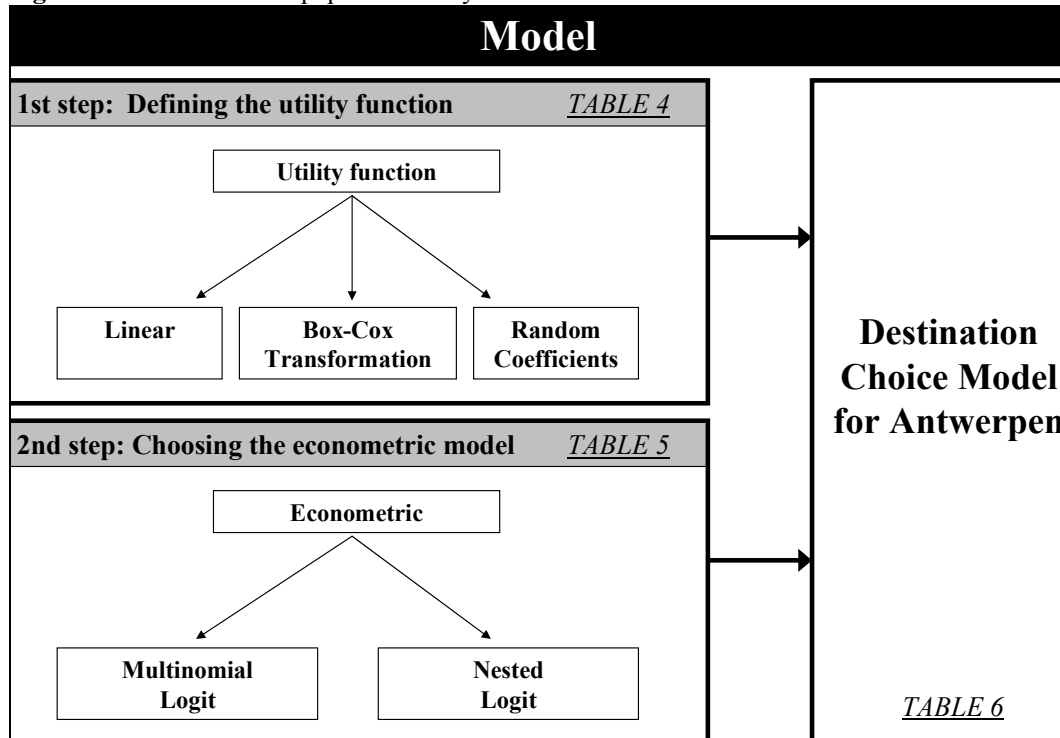 Model
1st step: Defining the utility function TABLE 4
Utility function
Linear
Box-Cox
Transformation
Random
Coefficients
2nd step: Choosing the econometric model TABLE 5
Econometric
Multinomial
Logit
Nested
Logit
Destination
Choice Model
for Antwerpen
TABLE 6